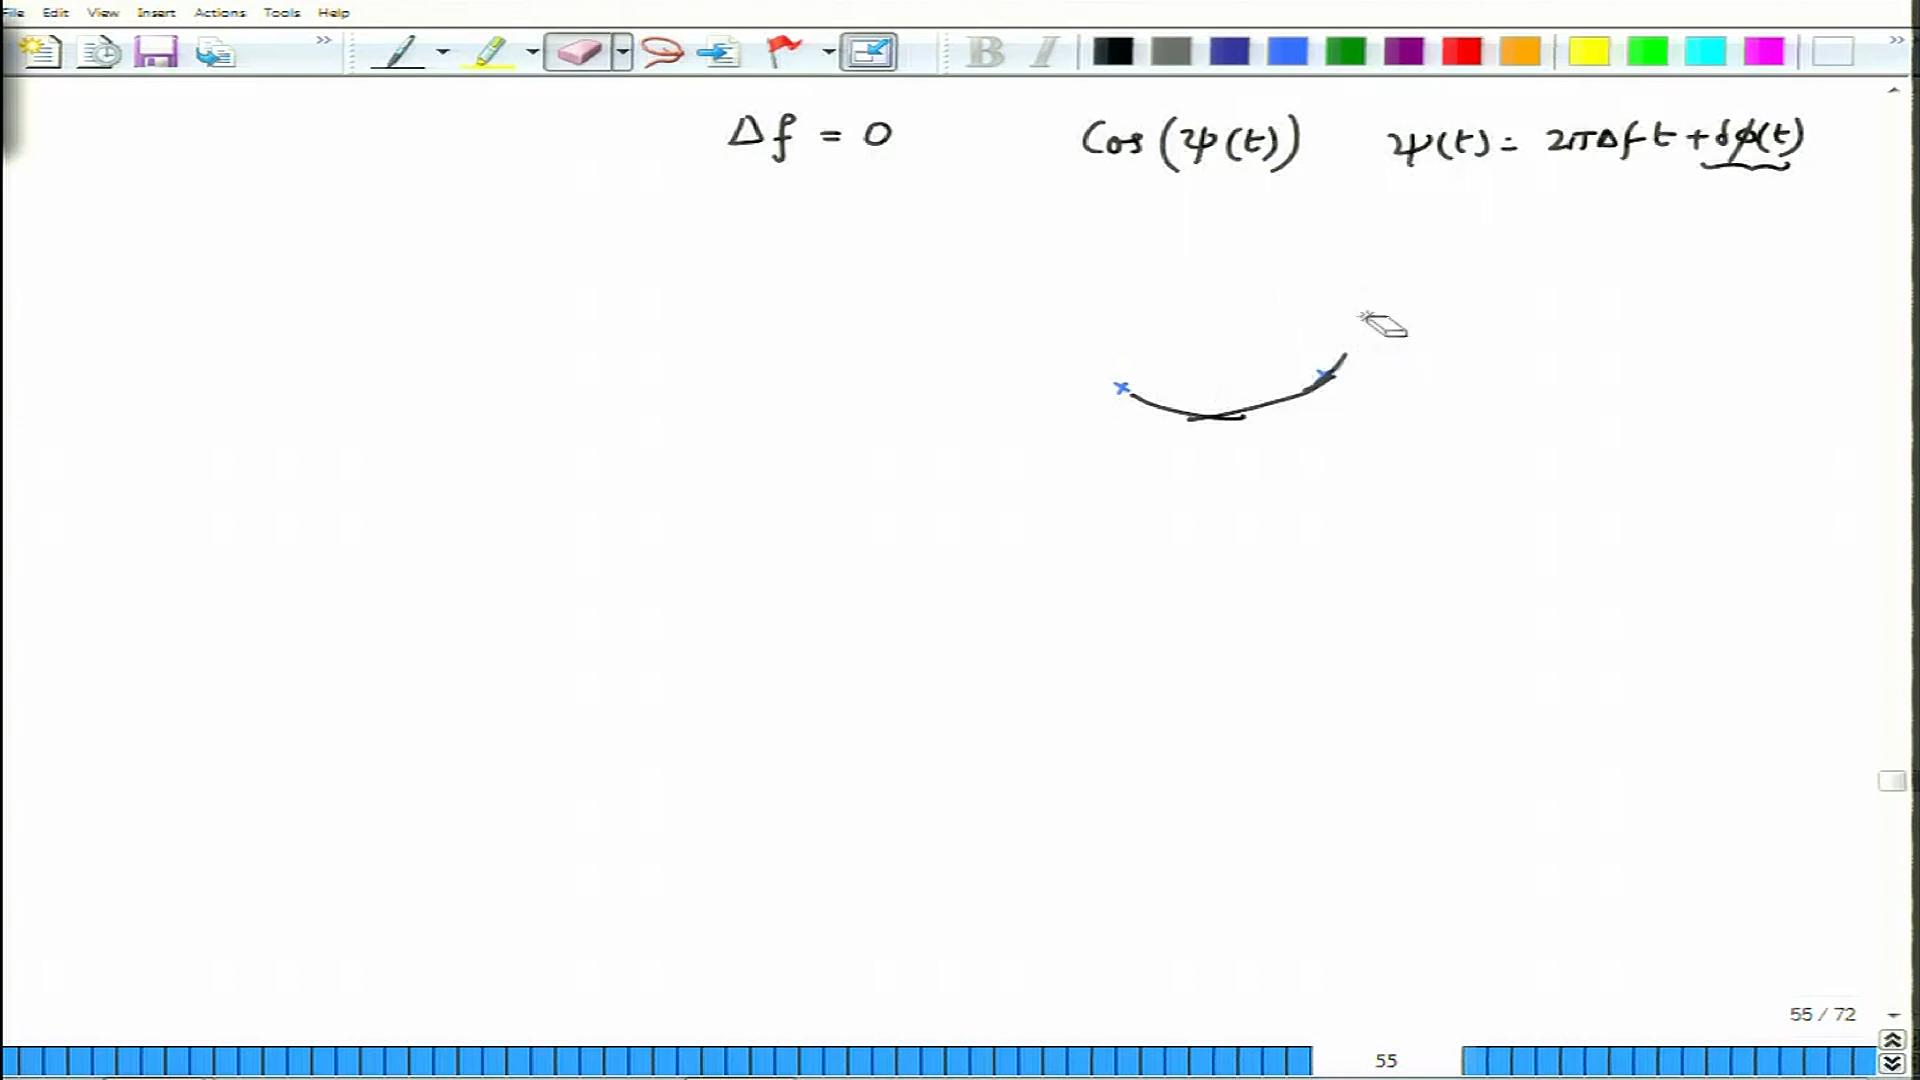 File Edit View Insert Actions Tools Help
B I
Δf = 0 Cos(ψ(t)) ψ(t) = 2πΔft + δϕ(t)
55 / 72
55